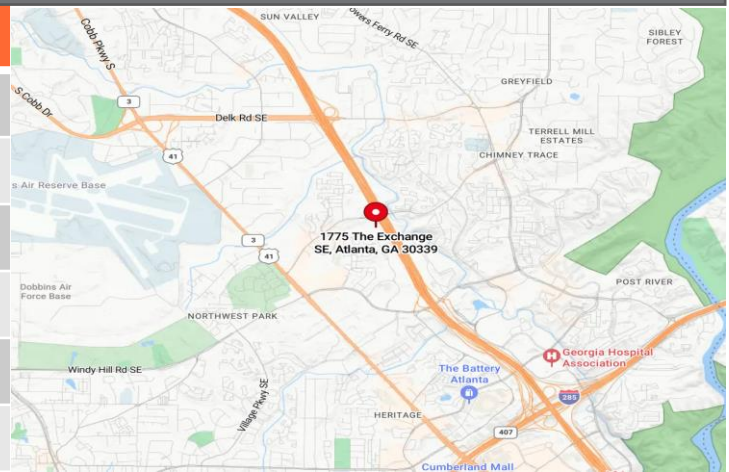 SUN VALLEY
owers Ferry Rd SE
SIBLEY
FOREST
Cobb Pkwy S
GREYFIELD
S Cobb Dr
3
Delk Rd SE
TERRELL MILL
ESTATES
CHIMNEY TRACE
41
s Air Reserve Base
1775 The Exchange
SE, Atlanta, GA 30339
3
41
POST RIVER
Dobbins Air
Force Base
NORTHWEST PARK
Georgia Hospital
Association
Windy Hill Rd SE
The Battery
Atlanta
285
Village Pkwy SE
HERITAGE
407
Cumberland Mall